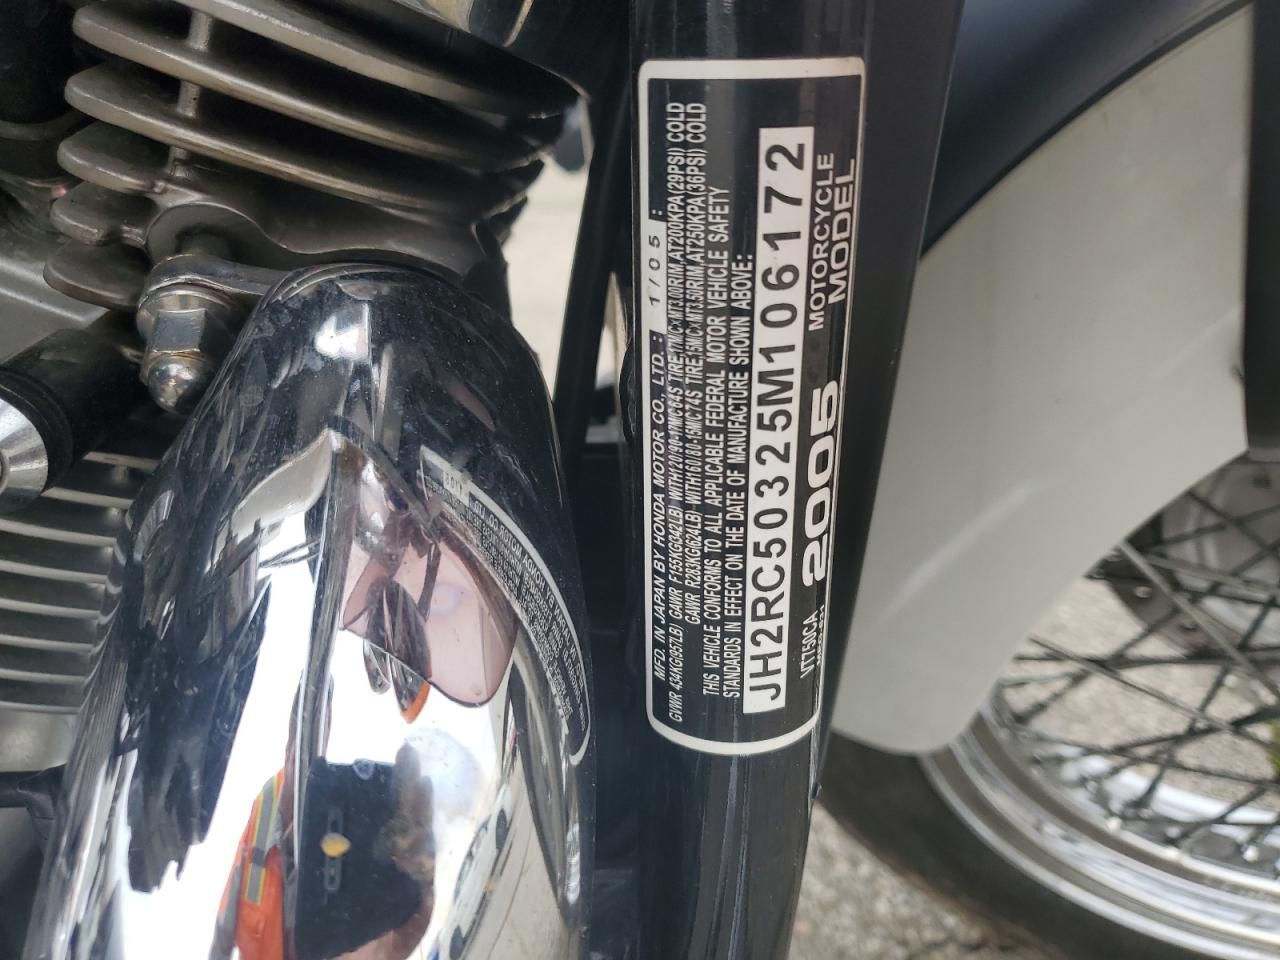 MFD. IN JAPAN BY HONDA MOTOR CO., LTD. : 1/05 :
GVWR 434KG(957LB) GAWR F155KG(342LB) WITH120/90-17M/C64S TIRE,17M/C×MT3.00RIM,AT200KPA(29PSI) COLD
GAWR R283KG(624LB) WITH160/80-15M/C74S TIRE,15M/C×MT3.50RIM,AT250KPA(36PSI) COLD
THIS VEHICLE CONFORMS TO ALL APPLICABLE FEDERAL MOTOR VEHICLE SAFETY
STANDARDS IN EFFECT ON THE DATE OF MANUFACTURE SHOWN ABOVE:
JH2RC50325M106172
VT750CA 2005 MOTORCYCLE
MODEL